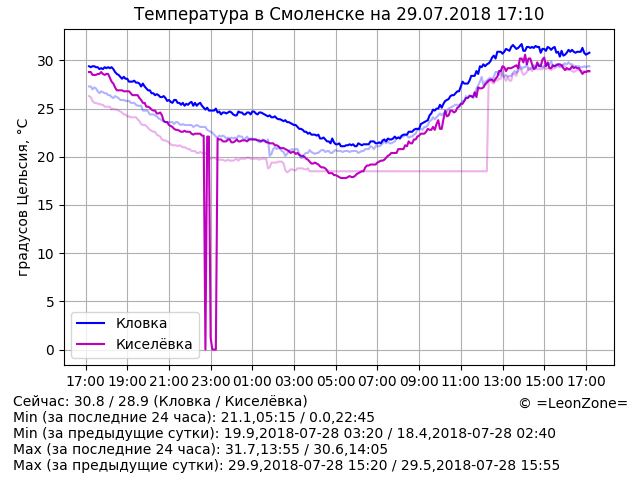 Температура в Смоленске на 29.07.2018 17:10
градусов Цельсия, °C
30
25
20
15
10
5
0
Кловка
Киселёвка
17:00 19:00 21:00 23:00 01:00 03:00 05:00 07:00 09:00 11:00 13:00 15:00 17:00
Сейчас: 30.8 / 28.9 (Кловка / Киселёвка)
© =LeonZone=
Min (за последние 24 часа): 21.1,05:15 / 0.0,22:45
Min (за предыдущие сутки): 19.9,2018-07-28 03:20 / 18.4,2018-07-28 02:40
Max (за последние 24 часа): 31.7,13:55 / 30.6,14:05
Max (за предыдущие сутки): 29.9,2018-07-28 15:20 / 29.5,2018-07-28 15:55